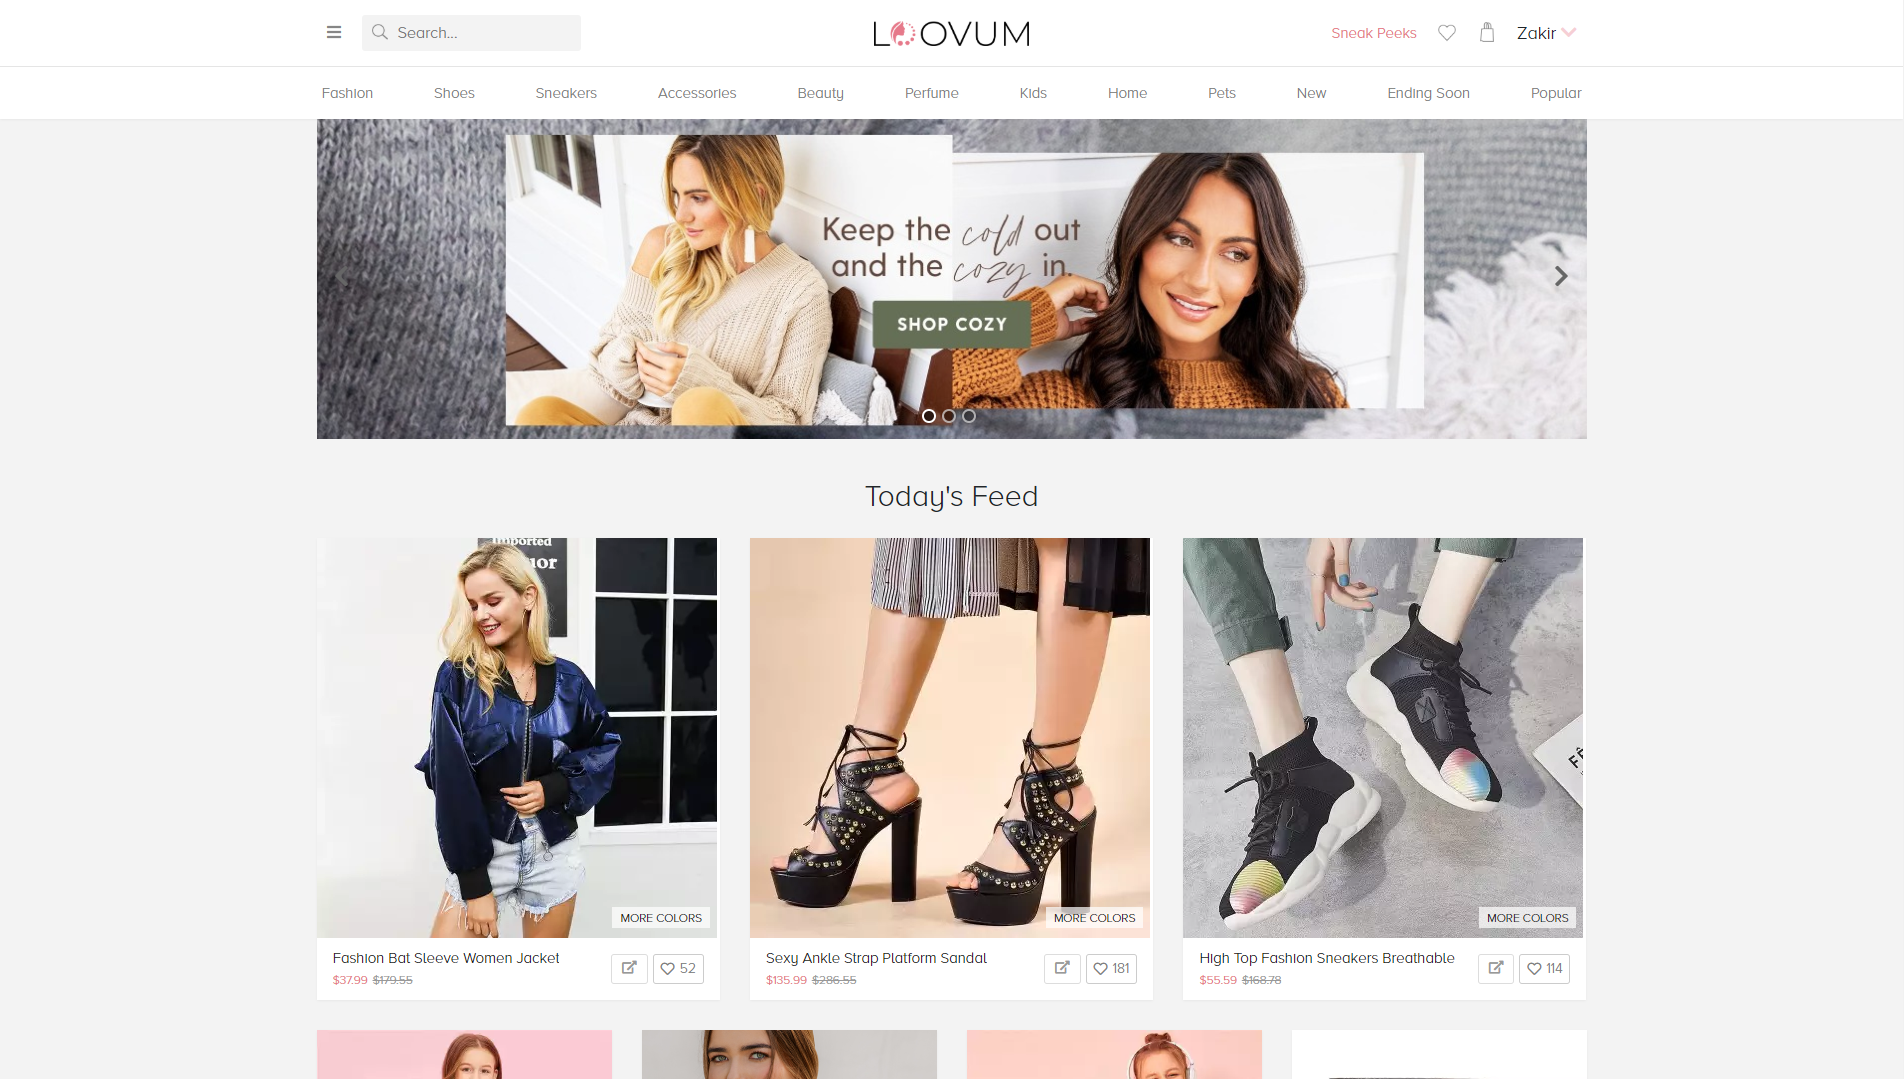 Search...
LOOVUM
Sneak Peeks
Zakir
Fashion
Shoes
Sneakers
Accessories
Beauty
Perfume
Kids
Home
Pets
New
Ending Soon
Popular
Keep the cold out
and the cozy in.
SHOP COZY
Today's Feed
Imported
MORE COLORS
Fashion Bat Sleeve Women Jacket
$37.99 $179.55
52
MORE COLORS
Sexy Ankle Strap Platform Sandal
$135.99 $286.55
181
MORE COLORS
High Top Fashion Sneakers Breathable
$55.59 $168.78
114